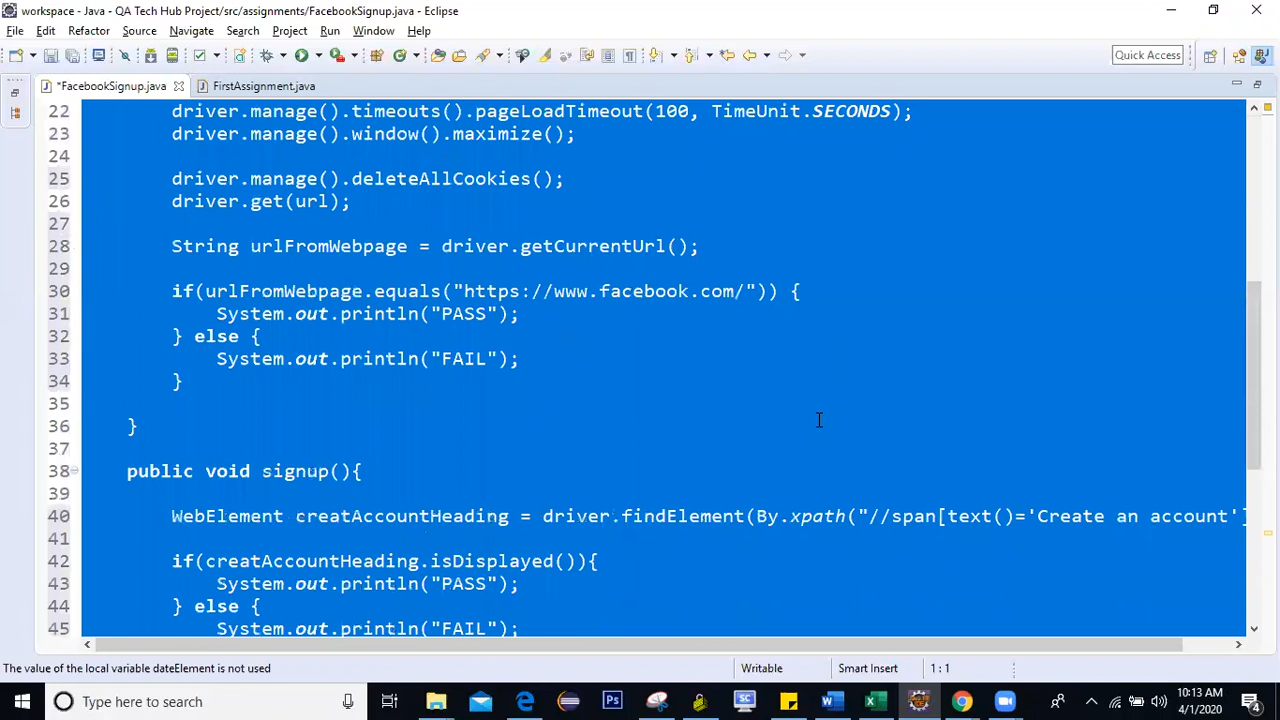 workspace - Java - QA Tech Hub Project/src/assignments/FacebookSignup.java - Eclipse
File Edit Refactor Source Navigate Search Project Run Window Help
Quick Access
*FacebookSignup.java FirstAssignment.java
22 driver.manage().timeouts().pageLoadTimeout(100, TimeUnit.SECONDS);
23 driver.manage().window().maximize();
24
25 driver.manage().deleteAllCookies();
26 driver.get(url);
27
28 String urlFromWebpage = driver.getCurrentUrl();
29
30 if(urlFromWebpage.equals("https://www.facebook.com/")) {
31 System.out.println("PASS");
32 } else {
33 System.out.println("FAIL");
34 }
35
36 }
37
38 public void signup(){
39
40 WebElement creatAccountHeading = driver.findElement(By.xpath("//span[text()='Create an account']
41
42 if(creatAccountHeading.isDisplayed()){
43 System.out.println("PASS");
44 } else {
45 System.out.println("FAIL");
The value of the local variable dateElement is not used Writable Smart Insert 1 : 1
Type here to search
Ps
SC
10:13 AM
4/1/2020
4